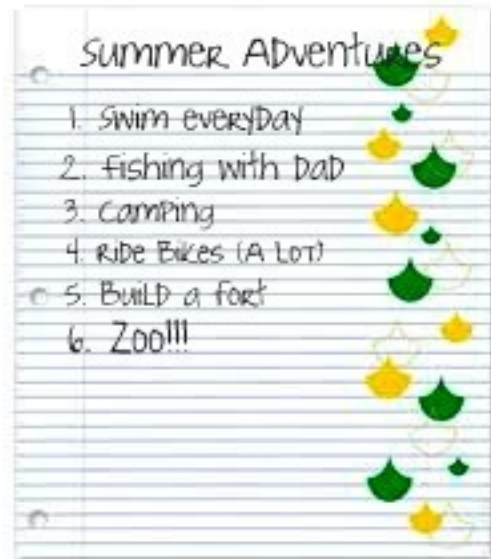 Summer Adventures
1. Swim everyDay
2. fishing with DaD
3. camping
4. RiDe Bikes (A LoT)
5. BuilD a fort
6. Zoo!!!